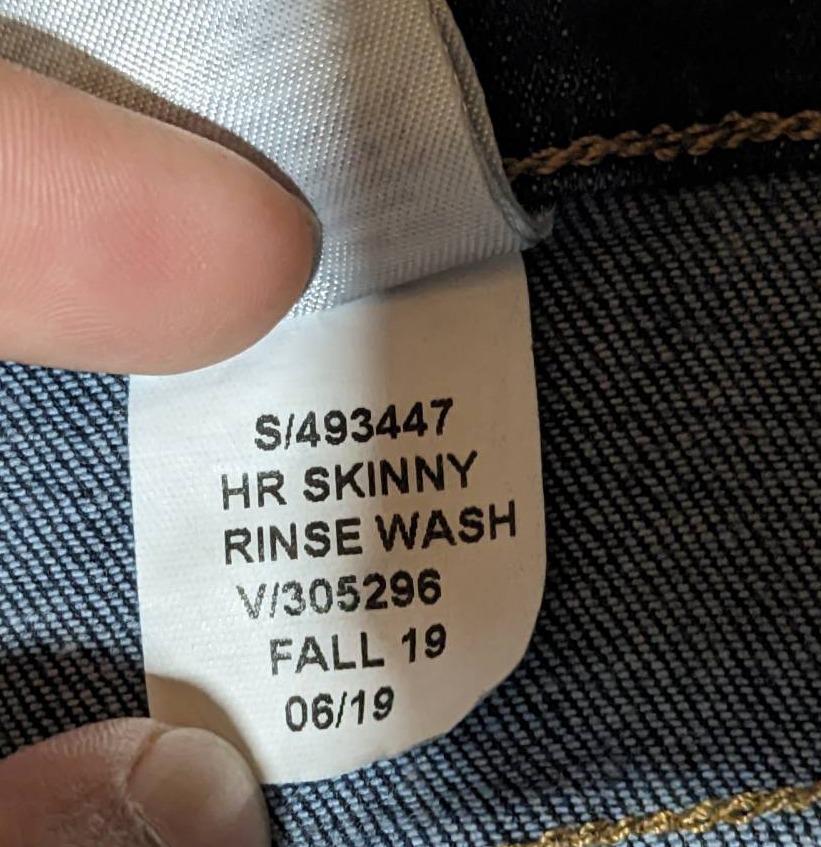 S/493447
HR SKINNY
RINSE WASH
V/305296
FALL 19
06/19